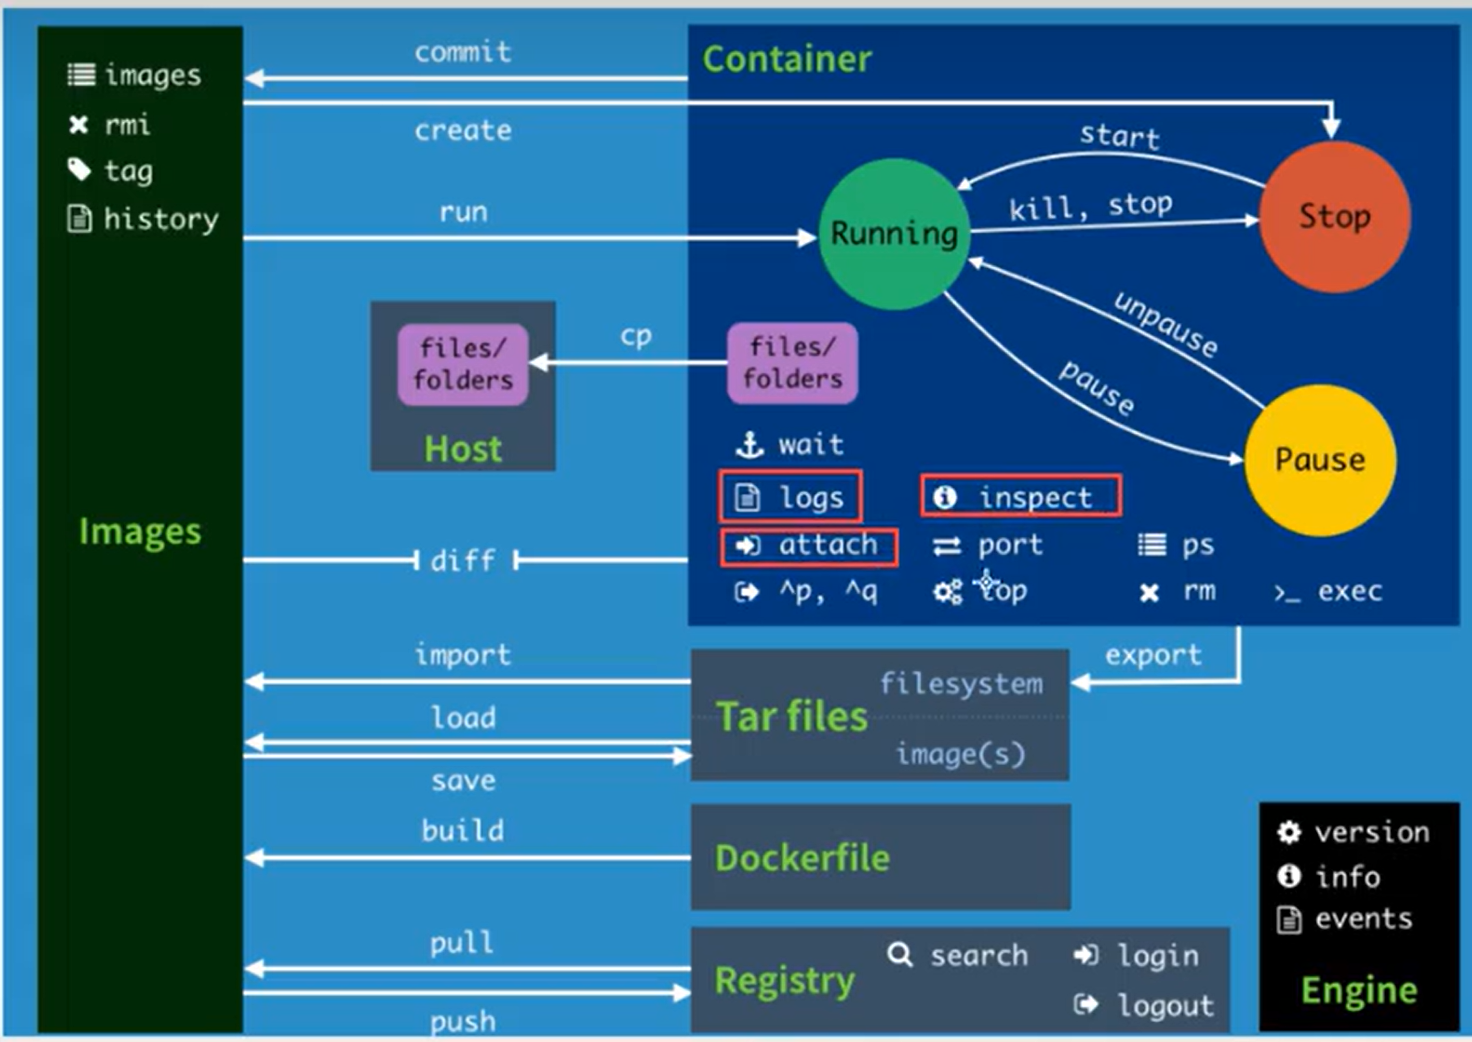 images
rmi
tag
history
Images
commit
create
run
cp
files/
folders
Host
diff
import
load
save
build
pull
push
Container
start
kill, stop
Running
Stop
unpause
pause
Pause
files/
folders
wait
logs
inspect
attach
port
ps
^p, ^q
top
rm
>_ exec
export
filesystem
Tar files
image(s)
Dockerfile
Registry
search
login
logout
version
info
events
Engine